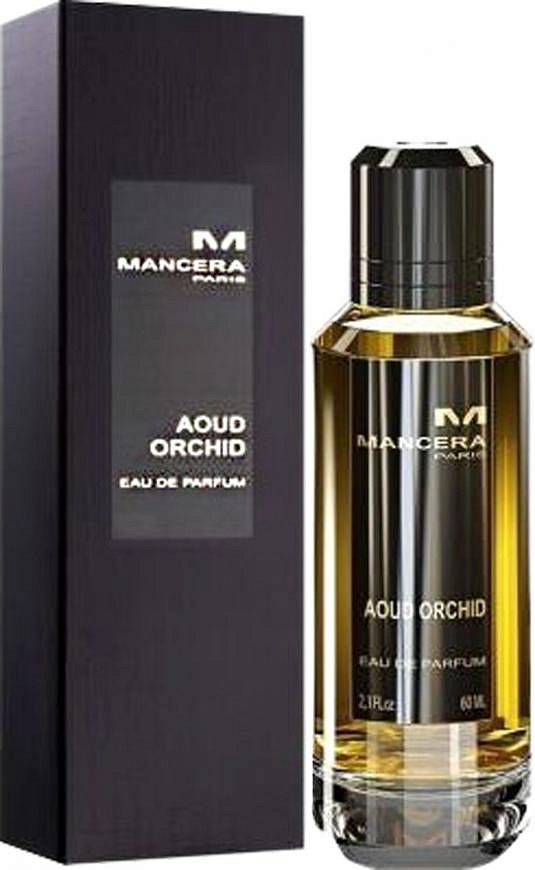 M
MANCERA
PARIS
AOUD
ORCHID
EAU DE PARFUM
M
MANCERA
PARIS
AOUD ORCHID
EAU DE PARFUM
2,1 Fl.oz 60 ML